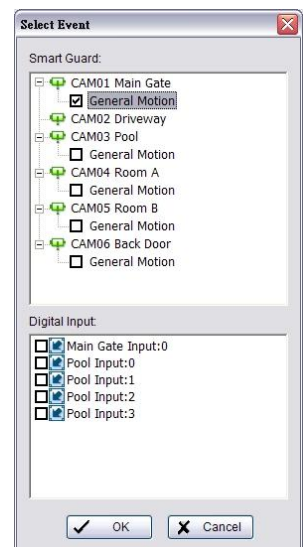 Select Event
Smart Guard:
CAM01 Main Gate
General Motion
CAM02 Driveway
CAM03 Pool
General Motion
CAM04 Room A
General Motion
CAM05 Room B
General Motion
CAM06 Back Door
General Motion
Digital Input:
Main Gate Input:0
Pool Input:0
Pool Input:1
Pool Input:2
Pool Input:3
OK
Cancel